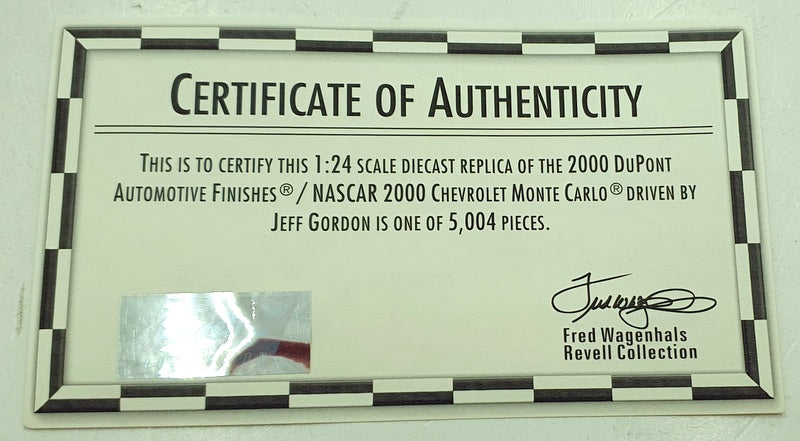 CERTIFICATE OF AUTHENTICITY
THIS IS TO CERTIFY THIS 1:24 SCALE DIECAST REPLICA OF THE 2000 DUPONT
AUTOMOTIVE FINISHES® / NASCAR 2000 CHEVROLET MONTE CARLO® DRIVEN BY
JEFF GORDON IS ONE OF 5,004 PIECES.
Fred Wagenhals
Revell Collection